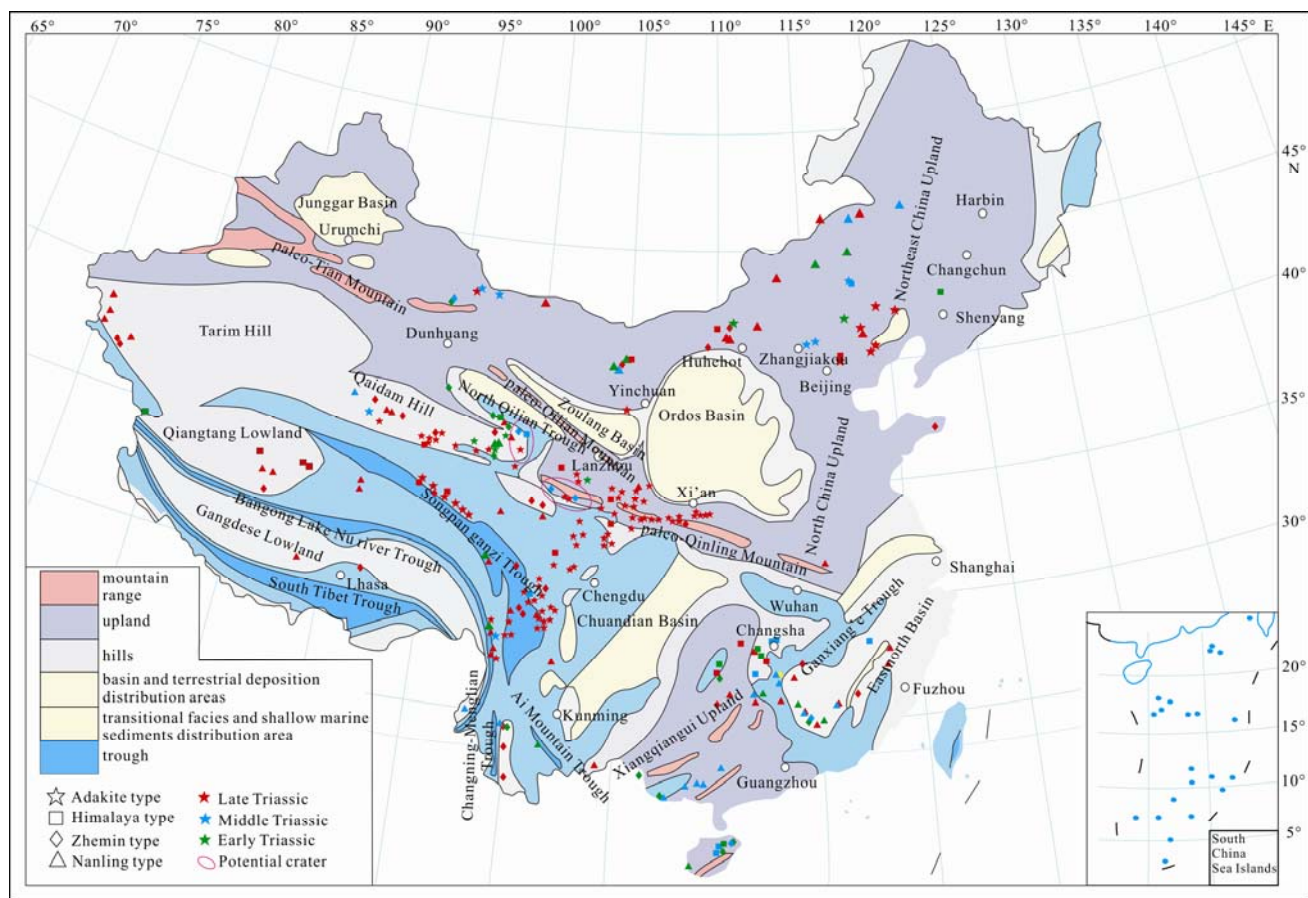 65° 75° 80° 85° 90° 95° 100° 105° 110° 115° 120° 125° 130° 135° 140° 145° E
45°
N
40°
35°
30°
20°
15°
10°
5°
Junggar Basin
Urumchi
paleo-Tian Mountain
Tarim Hill
Dunhuang
Northeast China Upland
Harbin
Changchun
Shenyang
Huhehot
Zhangjiakou
Beijing
Yinchuan
Ordos Basin
Qaidam Hill
North Qilian Trough
paleo-Qilian Mountain
Zoulang Basin
Lanzhou
Xi'an
Qiangtang Lowland
Bangong Lake Nu river Trough
Songpan ganzi Trough
Gangdese Lowland
Lhasa
South Tibet Trough
paleo-Qinling Mountain
North China Upland
Shanghai
Chengdu
Chuandian Basin
Wuhan
Changsha
Ganxiang'e Trough
Eastnorth Basin
Fuzhou
Kunming
Xiangqiangui Upland
Ai Mountain Trough
Changning-Menglian
Trough
Guangzhou
mountain
range
upland
hills
basin and terrestrial deposition
distribution areas
transitional facies and shallow marine
sediments distribution area
trough
Adakite type
Himalaya type
Zhemin type
Nanling type
Late Triassic
Middle Triassic
Early Triassic
Potential crater
South
China
Sea Islands